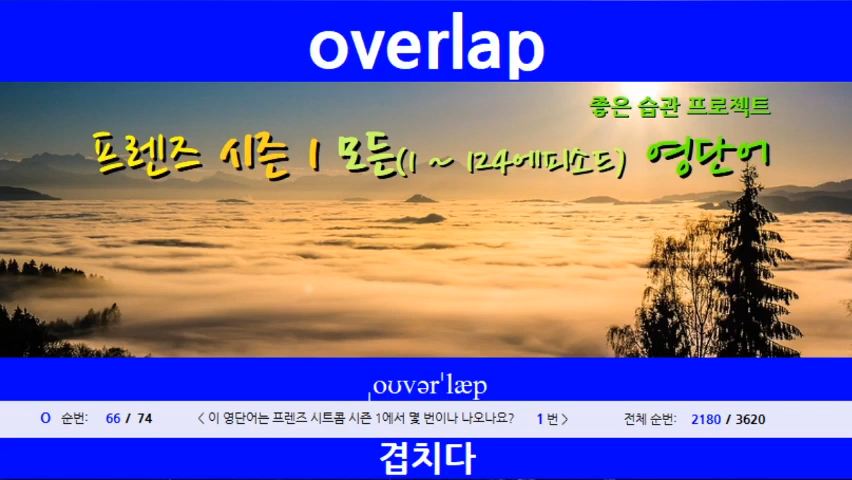 overlap
좋은 습관 프로젝트
프렌즈 시즌 1 모든(1 ~ 124에피소드) 영단어
ˌoʊvərˈlæp
O 순번: 66 / 74 < 이 영단어는 프렌즈 시트콤 시즌 1에서 몇 번이나 나오나요? 1 번 > 전체 순번: 2180 / 3620
겹치다